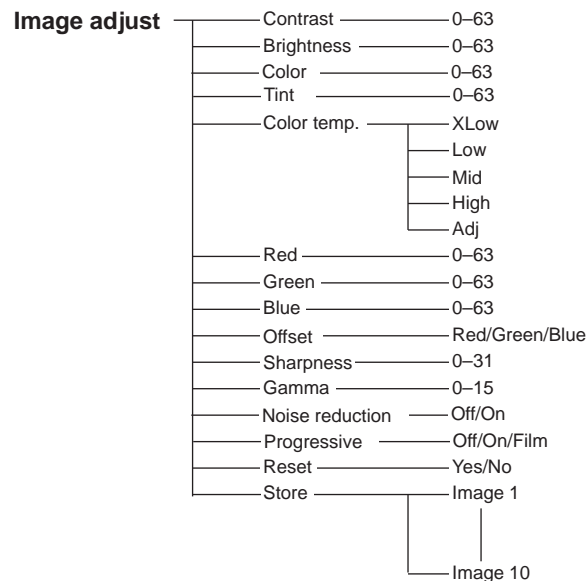 Image adjust
Contrast 0–63
Brightness 0–63
Color 0–63
Tint 0–63
Color temp. XLow
Low
Mid
High
Adj
Red 0–63
Green 0–63
Blue 0–63
Offset Red/Green/Blue
Sharpness 0–31
Gamma 0–15
Noise reduction Off/On
Progressive Off/On/Film
Reset Yes/No
Store Image 1
Image 10